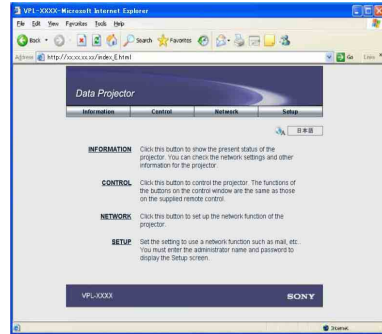 VPL-XXXX-Microsoft Internet Explorer
File Edit View Favorites Tools Help
Back Search Favorites
Address http://xx.xx.xx.xx/index_E.html Go Links
Data Projector
Information Control Network Setup
日本語
INFORMATION Click this button to show the present status of the
projector. You can check the network settings and other
information for the projector.
CONTROL Click this button to control the projector. The functions of
the buttons on the control window are the same as those
on the supplied remote control.
NETWORK Click this button to set up the network function of the
projector.
SETUP Set the setting to use a network function such as mail, etc.
You must enter the administrator name and password to
display the Setup screen.
VPL-XXXX SONY
Internet